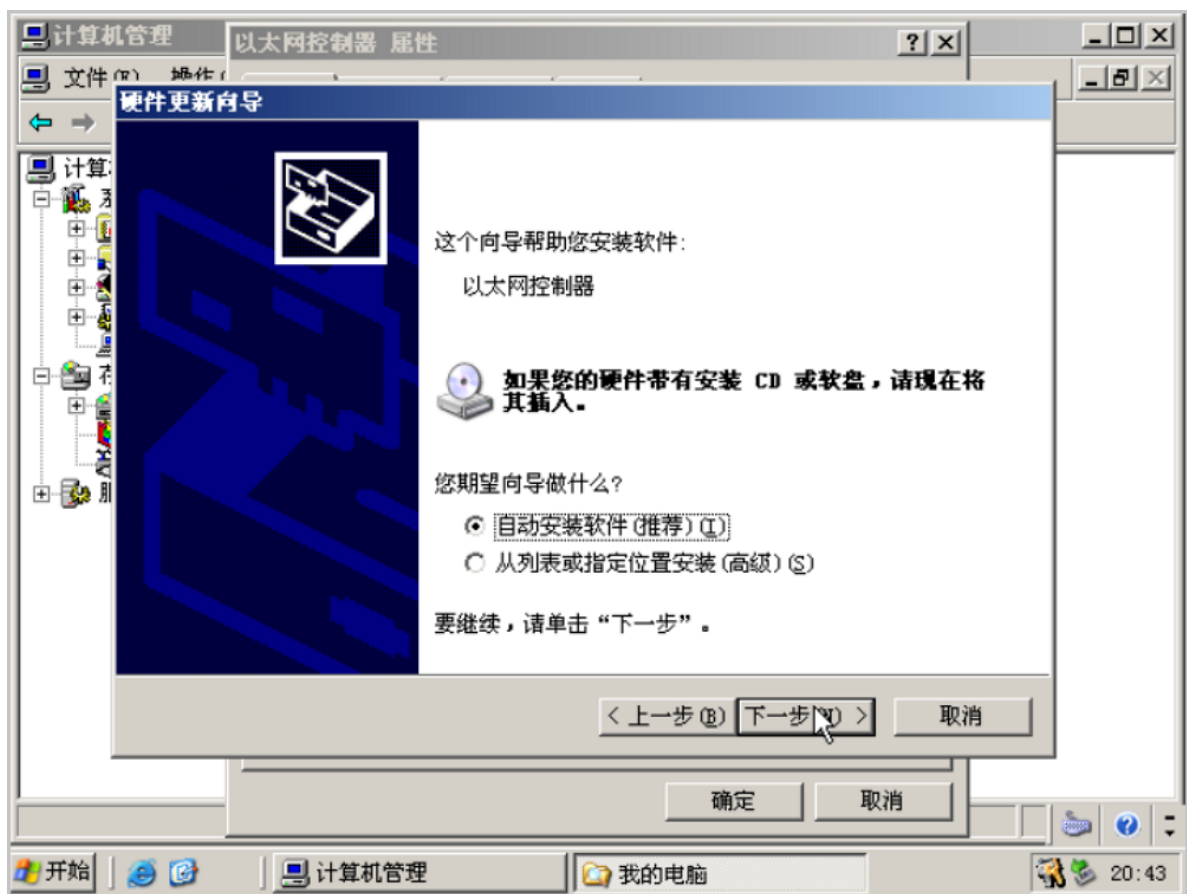 计算机管理
以太网控制器 属性
文件(F) 操作(
硬件更新向导
这个向导帮助您安装软件:
以太网控制器
如果您的硬件带有安装 CD 或软盘，请现在将
其插入。
您期望向导做什么?
自动安装软件(推荐)(I)
从列表或指定位置安装(高级)(S)
要继续，请单击“下一步”。
< 上一步(B) 下一步(N) > 取消
计算
确定 取消
开始 计算机管理 我的电脑 20:43